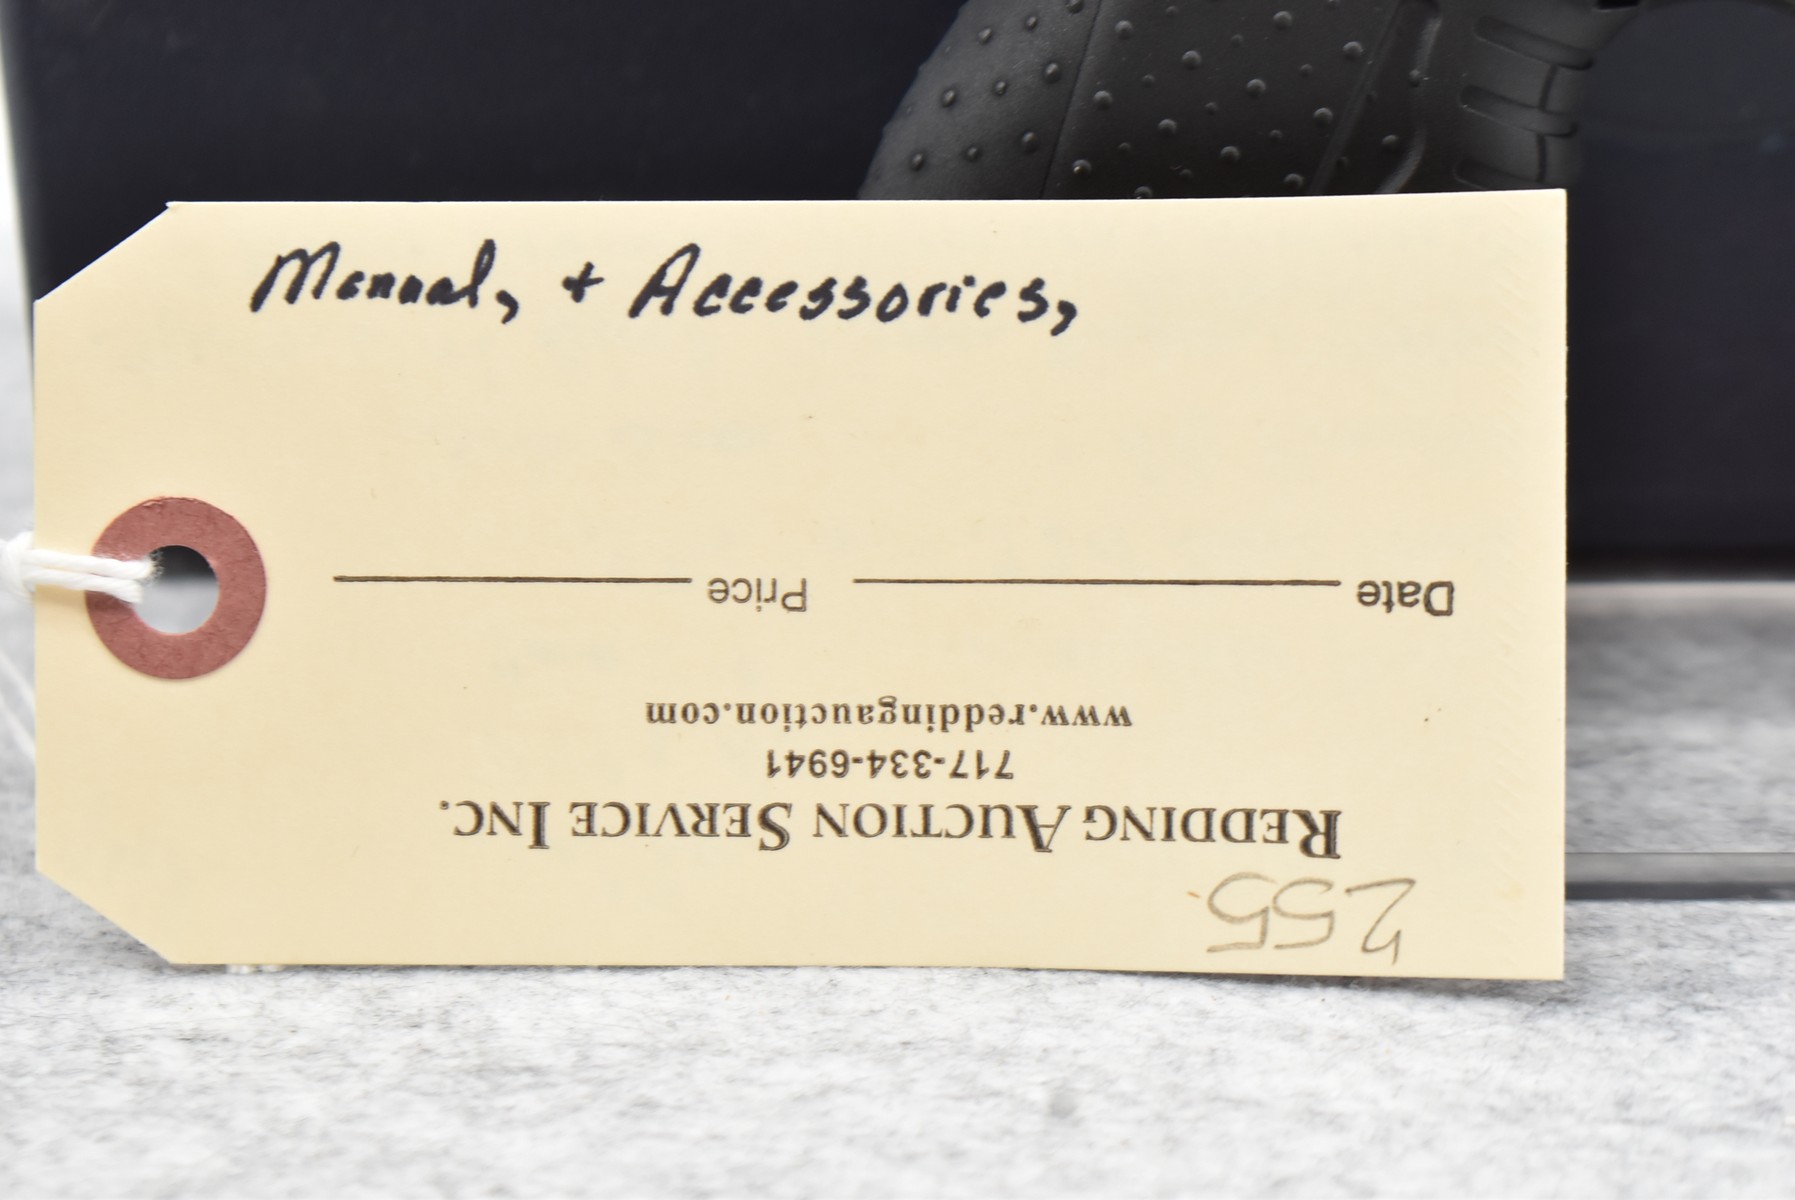 Manual, + Accessories,
255
REDDING AUCTION SERVICE INC.
717-334-6941
www.reddingauction.com
Date Price